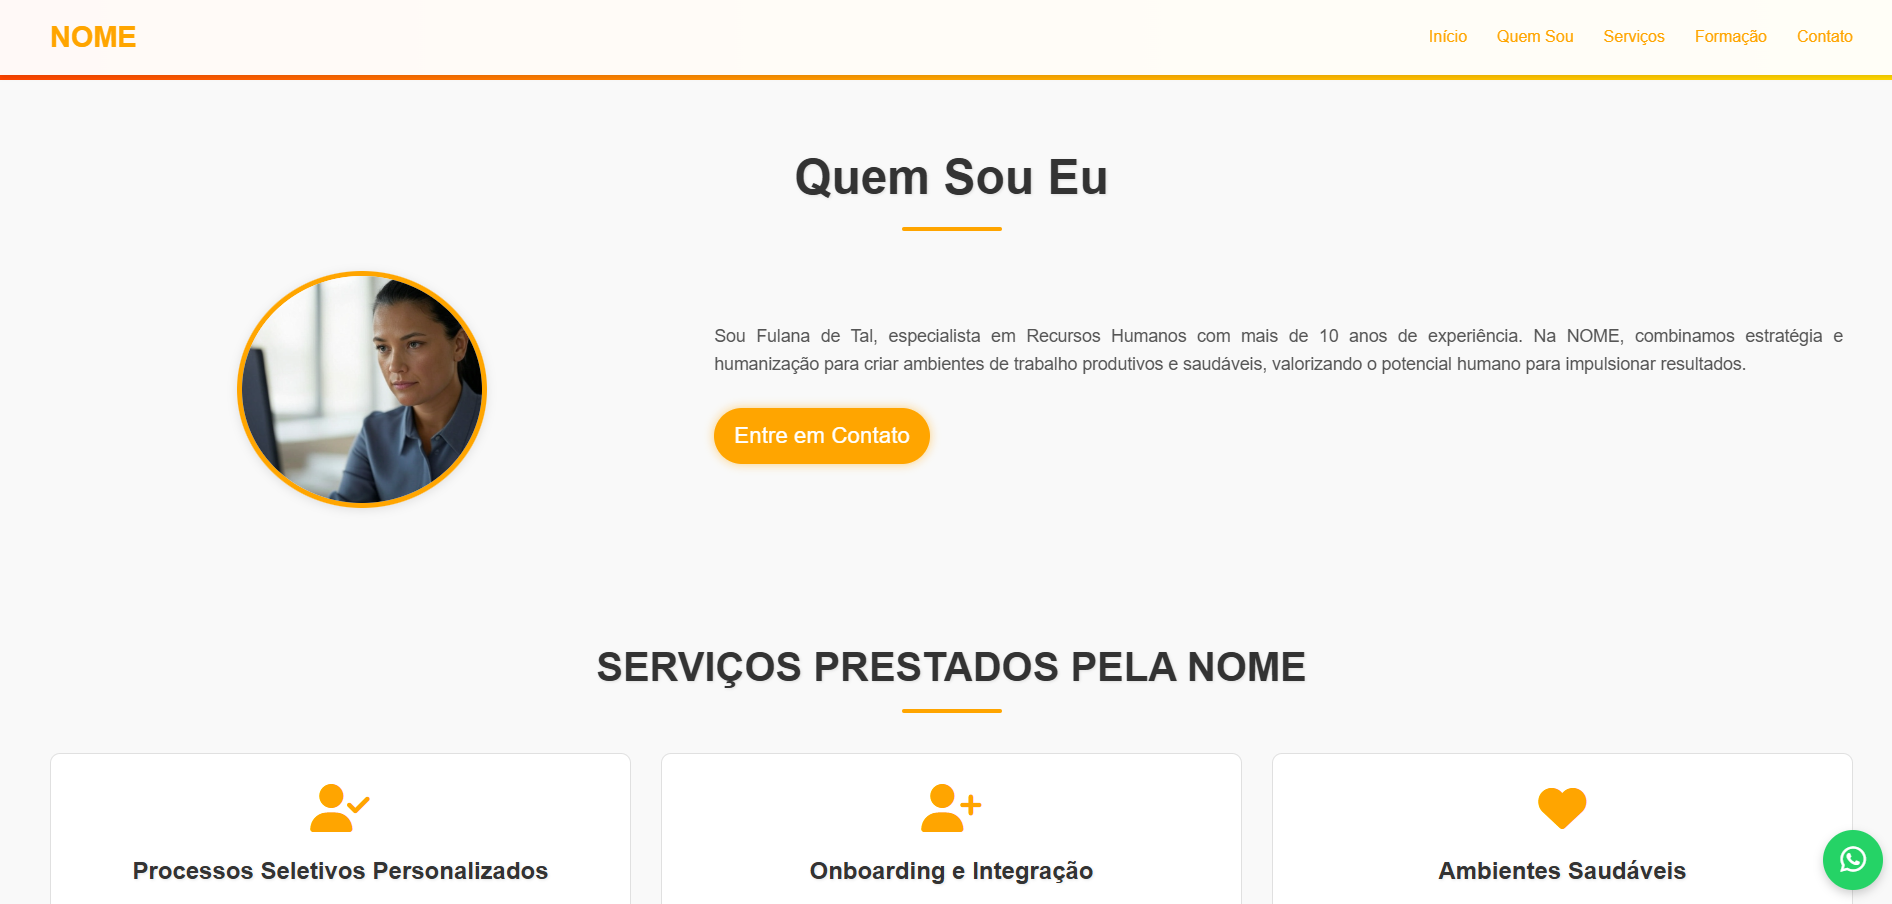 NOME
Início
Quem Sou
Serviços
Formação
Contato
Quem Sou Eu
Sou Fulana de Tal, especialista em Recursos Humanos com mais de 10 anos de experiência. Na NOME, combinamos estratégia e
humanização para criar ambientes de trabalho produtivos e saudáveis, valorizando o potencial humano para impulsionar resultados.
Entre em Contato
SERVIÇOS PRESTADOS PELA NOME
Processos Seletivos Personalizados
Onboarding e Integração
Ambientes Saudáveis